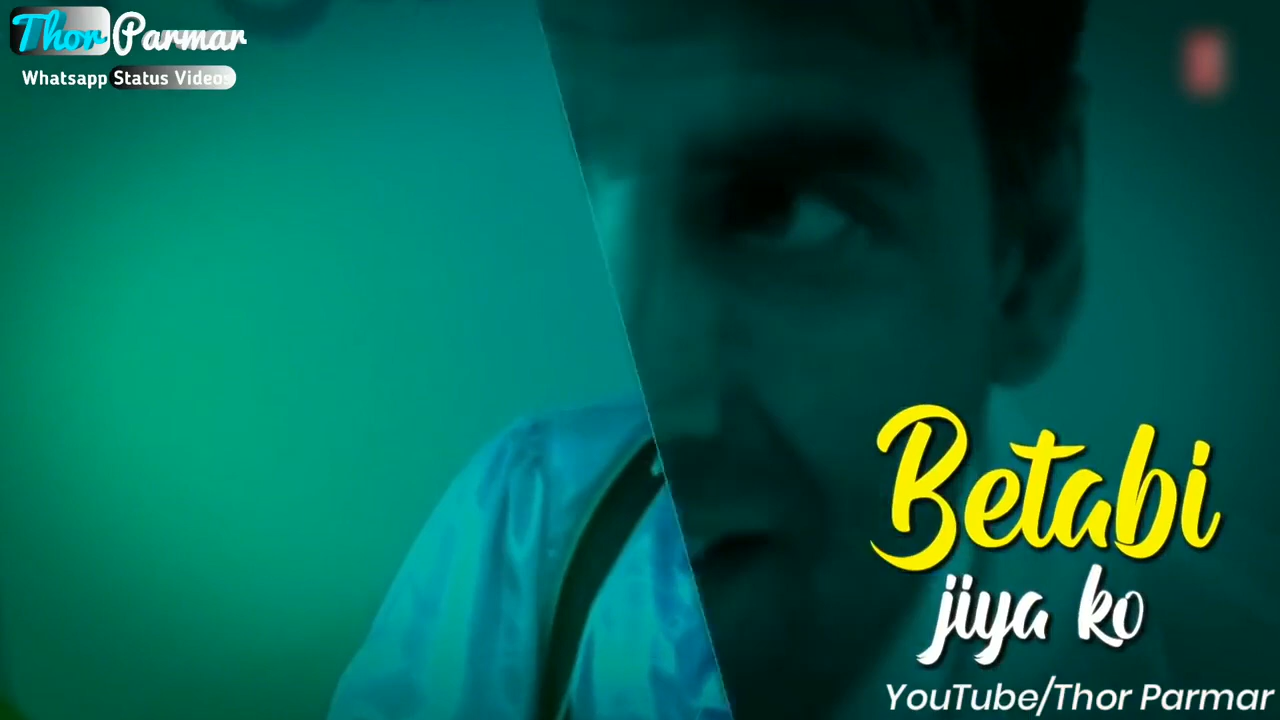 Thor Parmar
Whatsapp Status Videos
Betabi
jiya ko
YouTube/Thor Parmar